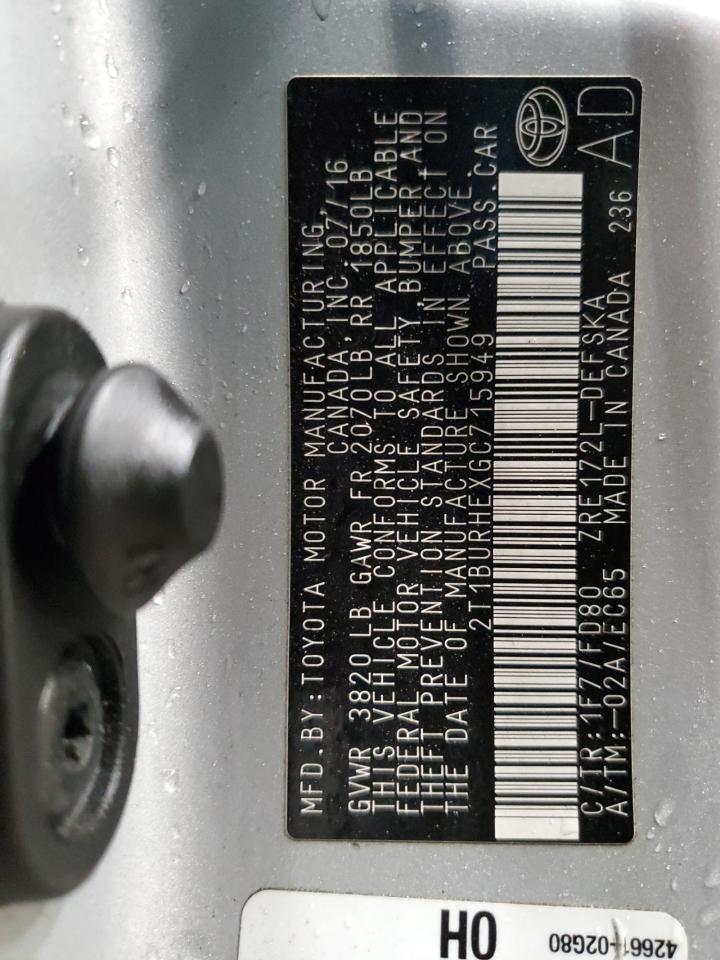 MFD.BY:TOYOTA MOTOR MANUFACTURING
CANADA, INC 07/16
GVWR 3820 LB GAWR FR 2070LB, RR 1850LB
THIS VEHICLE CONFORMS TO ALL APPLICABLE
FEDERAL MOTOR VEHICLE SAFETY, BUMPER AND
THEFT PREVENTION STANDARDS IN EFFECT ON
THE DATE OF MANUFACTURE SHOWN ABOVE.
2T1BURHEXGC715949 PASS.CAR
C/TR:1F7/FD80 ZRE172L-DEFSKA 236
A/TM:-02A/EC65 MADE IN CANADA AD
42661-02G80
OH